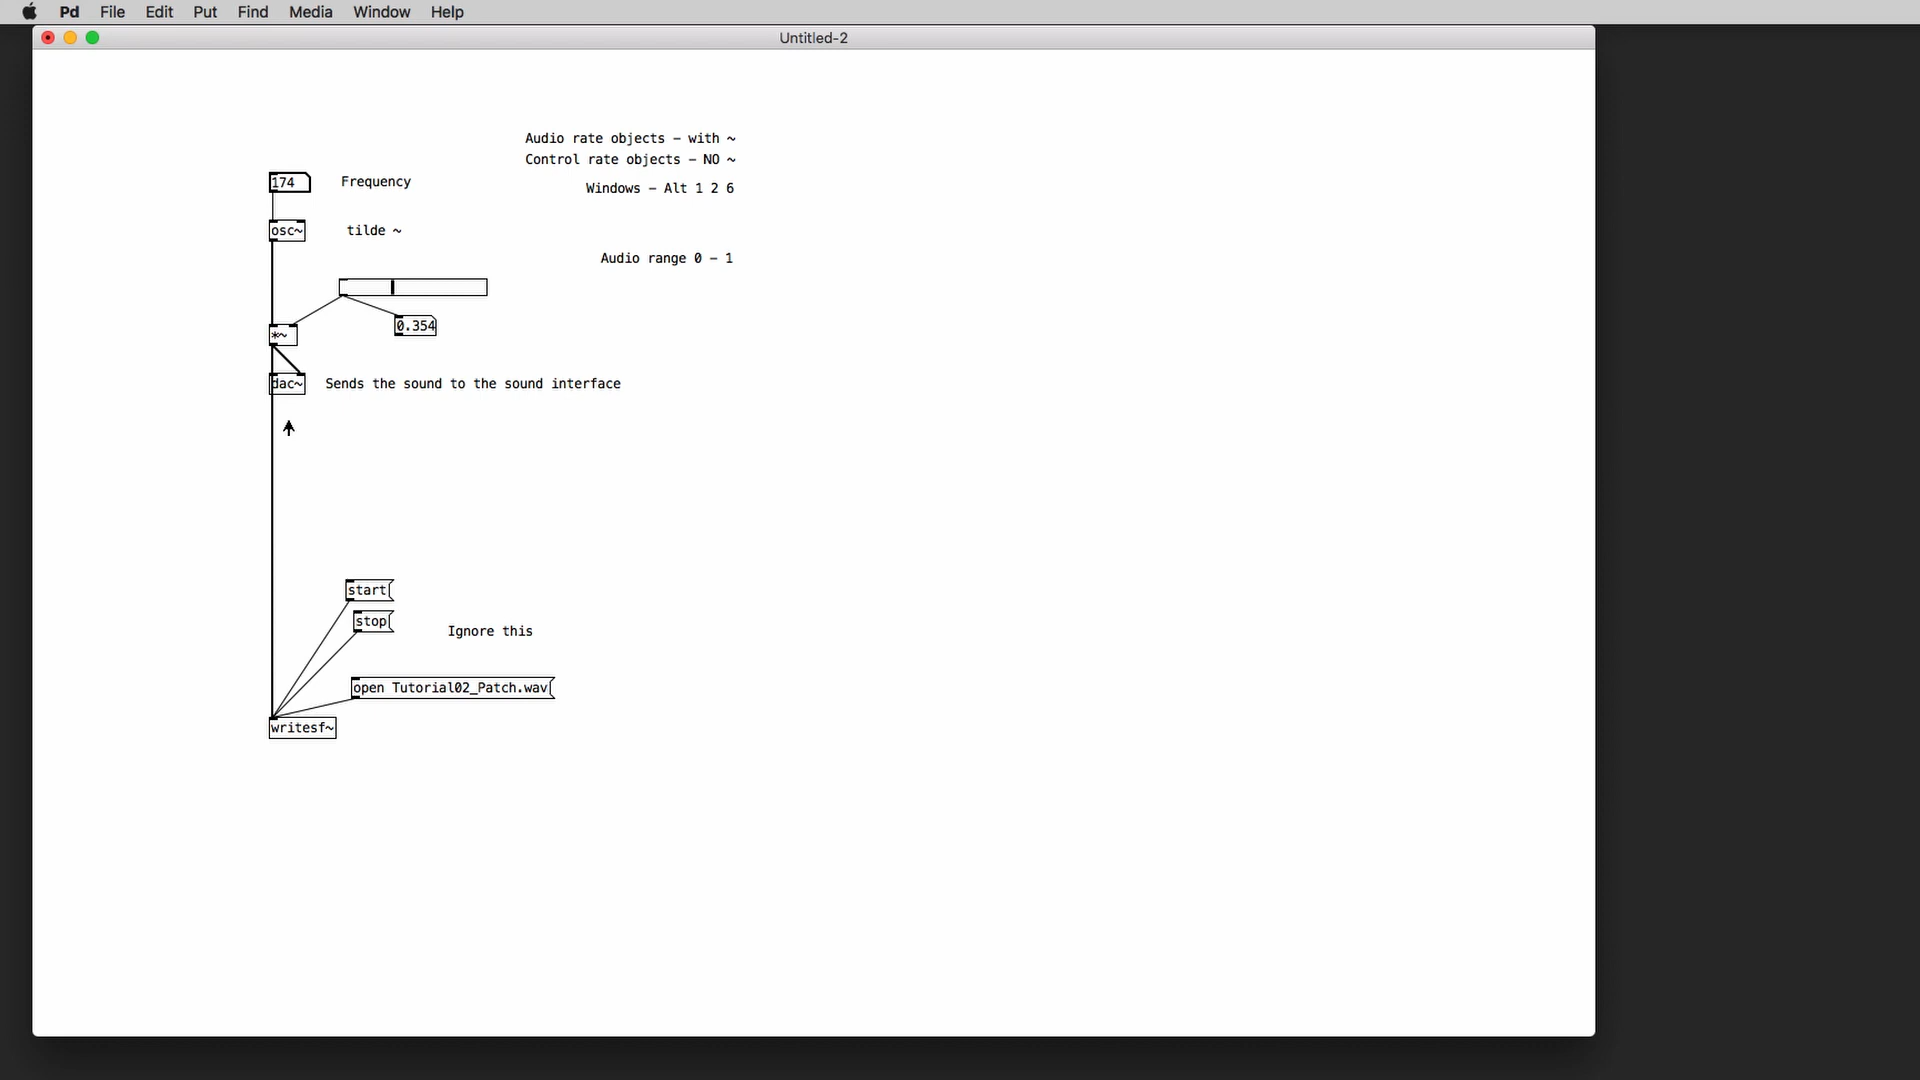 Pd File Edit Put Find Media Window Help
Untitled-2
Audio rate objects - with ~
Control rate objects - NO ~
174 Frequency
Windows - Alt 1 2 6
osc~ tilde ~
Audio range 0 - 1
0.354
*~
dac~ Sends the sound to the sound interface
start
stop
Ignore this
open Tutorial02_Patch.wav
writesf~